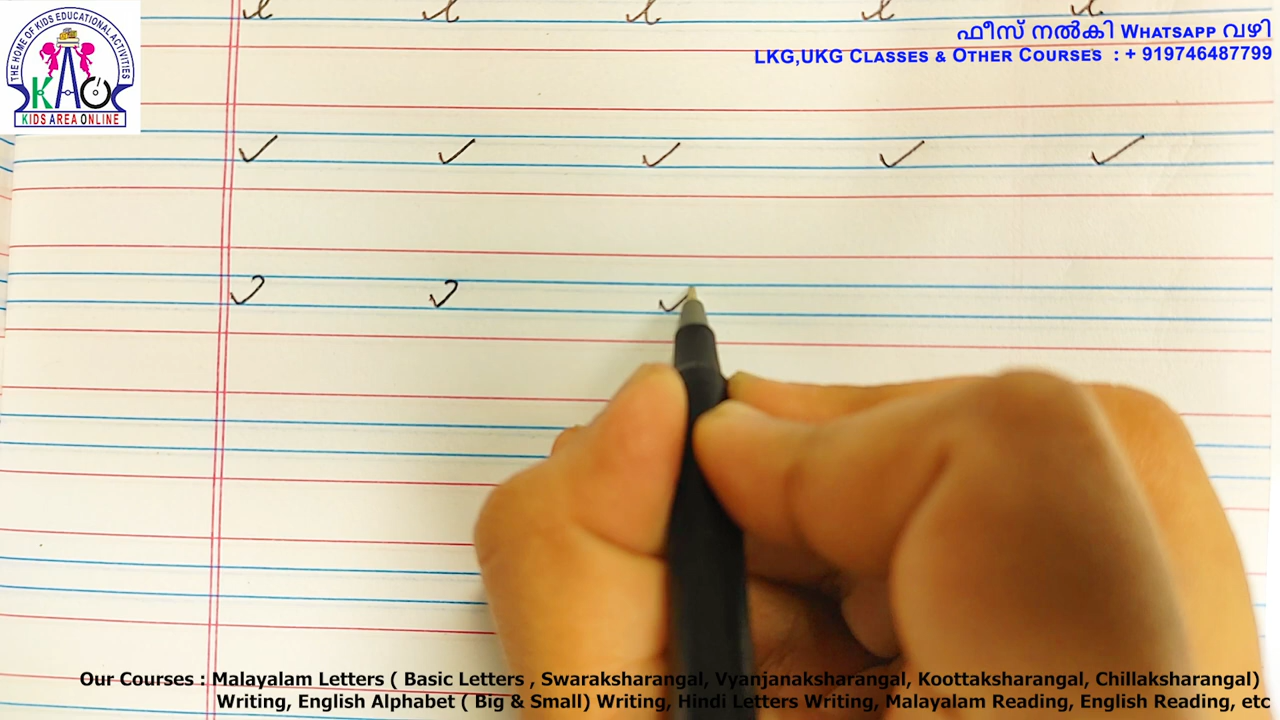 THE HOME OF KIDS EDUCATIONAL ACTIVITIES
KAO
KIDS AREA ONLINE
ഫീസ് നൽകി WHATSAPP വഴി
LKG,UKG CLASSES & OTHER COURSES : + 919746487799
Our Courses : Malayalam Letters ( Basic Letters , Swaraksharangal, Vyanjanaksharangal, Koottaksharangal, Chillaksharangal)
Writing, English Alphabet ( Big & Small) Writing, Hindi Letters Writing, Malayalam Reading, English Reading, etc